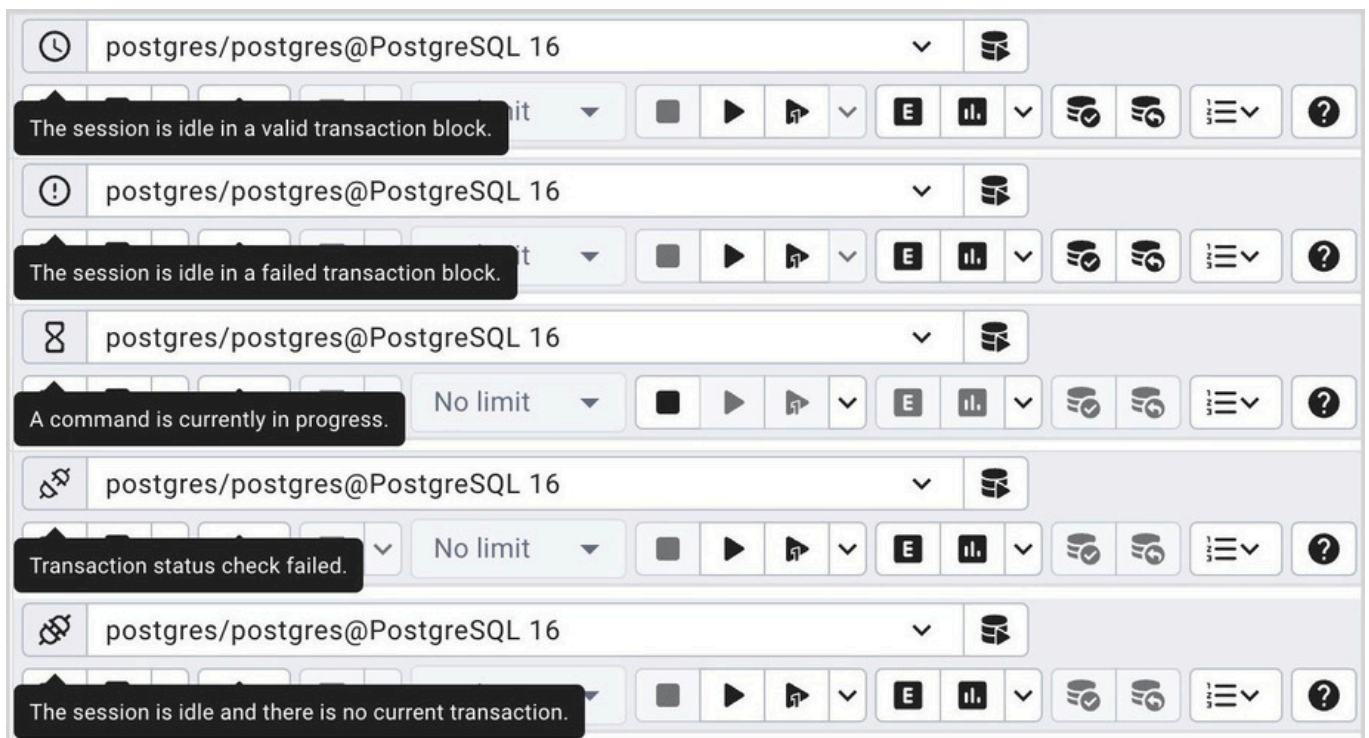 postgres/postgres@PostgreSQL 16
The session is idle in a valid transaction block.
E
postgres/postgres@PostgreSQL 16
The session is idle in a failed transaction block.
E
postgres/postgres@PostgreSQL 16
A command is currently in progress.
No limit
E
postgres/postgres@PostgreSQL 16
Transaction status check failed.
No limit
E
postgres/postgres@PostgreSQL 16
The session is idle and there is no current transaction.
E